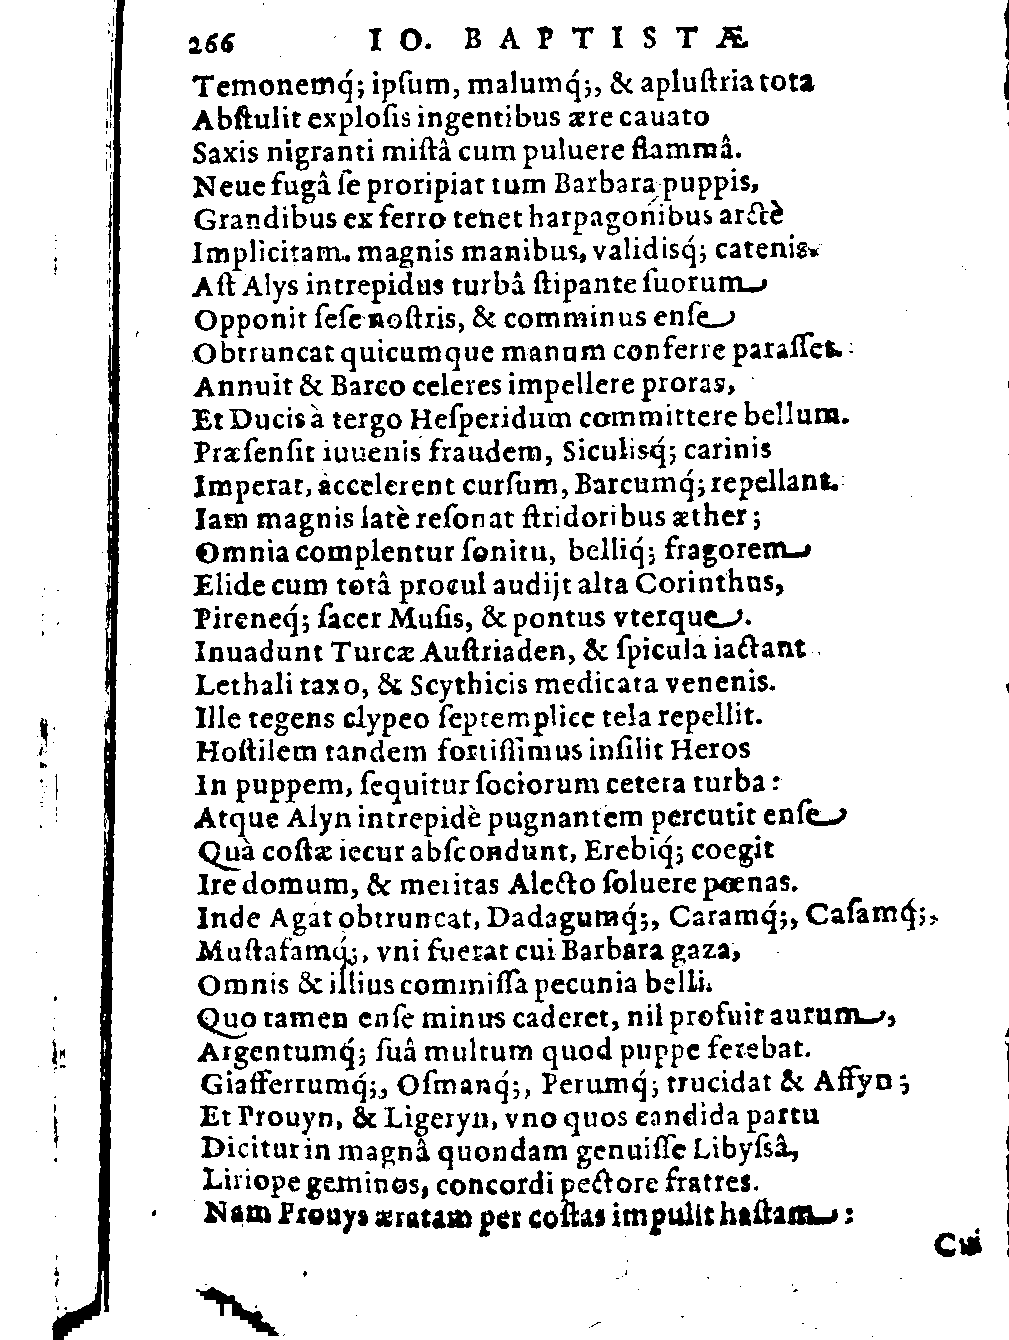 266 IO. BAPTISTÆ
Temonemq́; ipſum, malumq́;, & apluſtria tota
Abſtulit exploſis ingentibus ære cauato
Saxis nigranti miſtâ cum puluere flammâ.
Neue fugâ ſe proripiat tum Barbara puppis,
Grandibus ex ferro tenet harpagonibus arctè
Implicitam. magnis manibus, validisq́; catenis.
Aſt Alys intrepidus turbâ ſtipante ſuorum
Opponit ſeſe noſtris, & comminus enſe
Obtruncat quicumque manum conferre paraſſet.
Annuit & Barco celeres impellere proras,
Et Ducis à tergo Heſperidum committere bellum.
Præſenſit iuuenis fraudem, Siculisq́; carinis
Imperat, accelerent curſum, Barcumq́; repellant.
Iam magnis latè reſonat ſtridoribus æther;
Omnia complentur ſonitu, belliq́; fragorem
Elide cum totâ procul audijt alta Corinthus,
Pireneq́; ſacer Muſis, & pontus vterque.
Inuadunt Turcæ Auſtriaden, & ſpicula iactant
Lethali taxo, & Scythicis medicata venenis.
Ille tegens clypeo ſeptemplice tela repellit.
Hoſtilem tandem fortiſſimus inſilit Heros
In puppem, ſequitur ſociorum cetera turba:
Atque Alyn intrepidè pugnantem percutit enſe
Quà coſtæ iecur abſcondunt, Erebiq́; coegit
Ire domum, & meritas Alecto ſoluere pœnas.
Inde Agat obtruncat, Dadagumq́;, Caramq́;, Caſamq́;,
Muſtafamq́;, vni fuerat cui Barbara gaza,
Omnis & illius commiſſa pecunia belli.
Quo tamen enſe minus caderet, nil profuit aurum,
Argentumq́; ſuâ multum quod puppe ferebat.
Giafferrumq́;, Oſmanq́;, Perumq́; trucidat & Aſſyn;
Et Prouyn, & Ligeryn, vno quos candida partu
Dicitur in magnâ quondam genuiſſe Libyſsâ,
Liriope geminos, concordi pectore fratres.
Nam Prouys æratam per coſtas impulit haſtam:
Cui